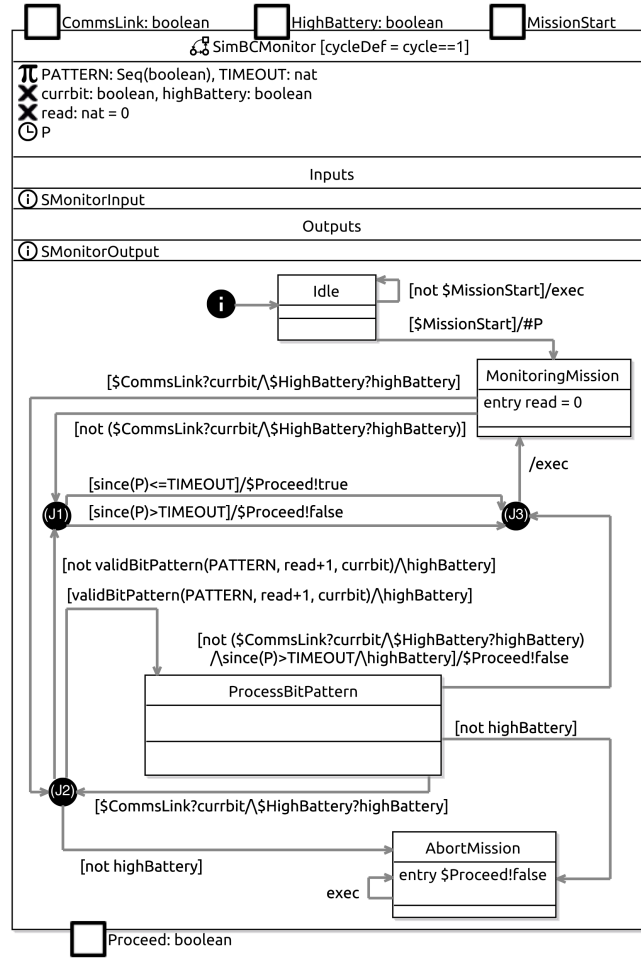 CommsLink: boolean
HighBattery: boolean
MissionStart
SimBCMonitor [cycleDef = cycle==1]
π PATTERN: Seq(boolean), TIMEOUT: nat
currbit: boolean, highBattery: boolean
read: nat = 0
P
Inputs
i SMonitorInput
Outputs
i SMonitorOutput
i
Idle
[not $MissionStart]/exec
[$MissionStart]/#P
MonitoringMission
entry read = 0
[$CommsLink?currbit/\$HighBattery?highBattery]
[not ($CommsLink?currbit/\$HighBattery?highBattery)]
/exec
[since(P)<=TIMEOUT]/$Proceed!true
(J1)
[since(P)>TIMEOUT]/$Proceed!false
(J3)
[not validBitPattern(PATTERN, read+1, currbit)/\highBattery]
[validBitPattern(PATTERN, read+1, currbit)/\highBattery]
[not ($CommsLink?currbit/\$HighBattery?highBattery)
/\since(P)>TIMEOUT/\highBattery]/$Proceed!false
ProcessBitPattern
[not highBattery]
(J2)
[$CommsLink?currbit/\$HighBattery?highBattery]
[not highBattery]
AbortMission
entry $Proceed!false
exec
Proceed: boolean